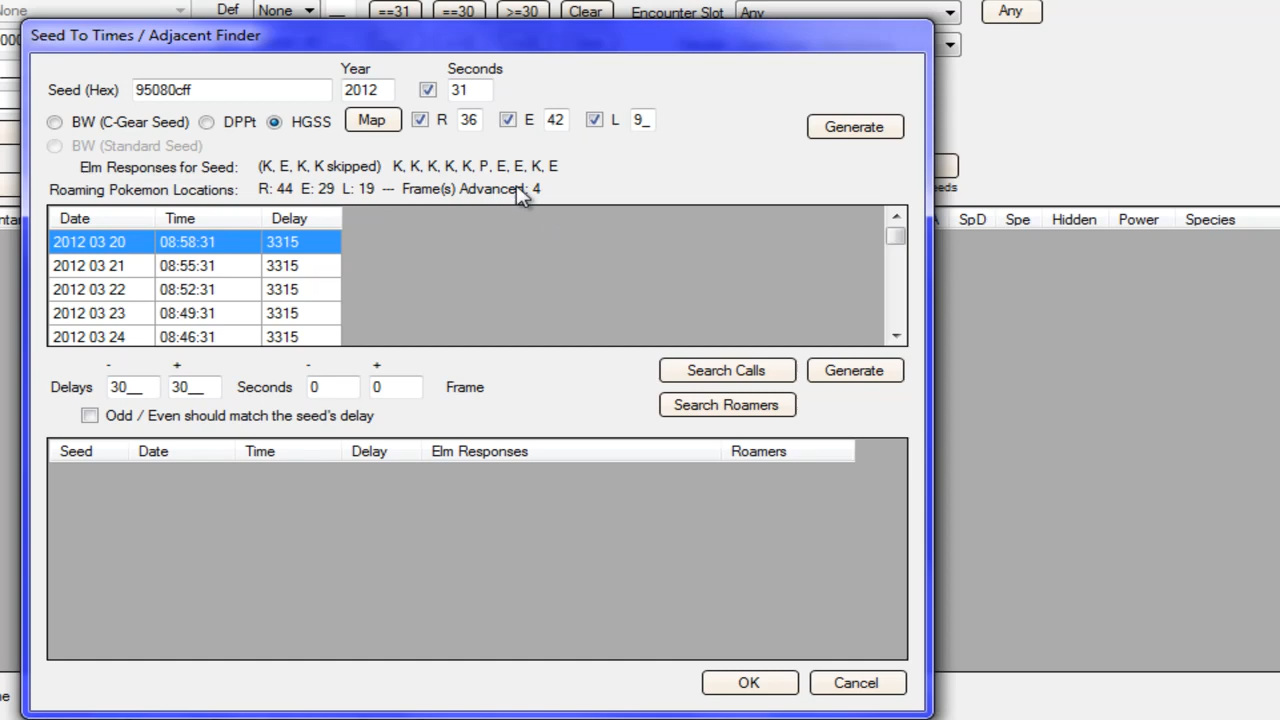 None Def None __ ==31 ==30 >=30 Clear Encounter Slot Any Any
Seed To Times / Adjacent Finder
Year Seconds
Seed (Hex) 95080cff 2012 31
BW (C-Gear Seed) DPPt HGSS Map R 36 E 42 L 9_ Generate
BW (Standard Seed)
Elm Responses for Seed: (K, E, K, K skipped) K, K, K, K, K, P, E, E, K, E
Roaming Pokemon Locations: R: 44 E: 29 L: 19 --- Frame(s) Advanced: 4
Date Time Delay SpD Spe Hidden Power Species
2012 03 20 08:58:31 3315
2012 03 21 08:55:31 3315
2012 03 22 08:52:31 3315
2012 03 23 08:49:31 3315
2012 03 24 08:46:31 3315
- + - +
Delays 30__ 30__ Seconds 0 0 Frame Search Calls Generate
Search Roamers
Odd / Even should match the seed's delay
Seed Date Time Delay Elm Responses Roamers
OK Cancel